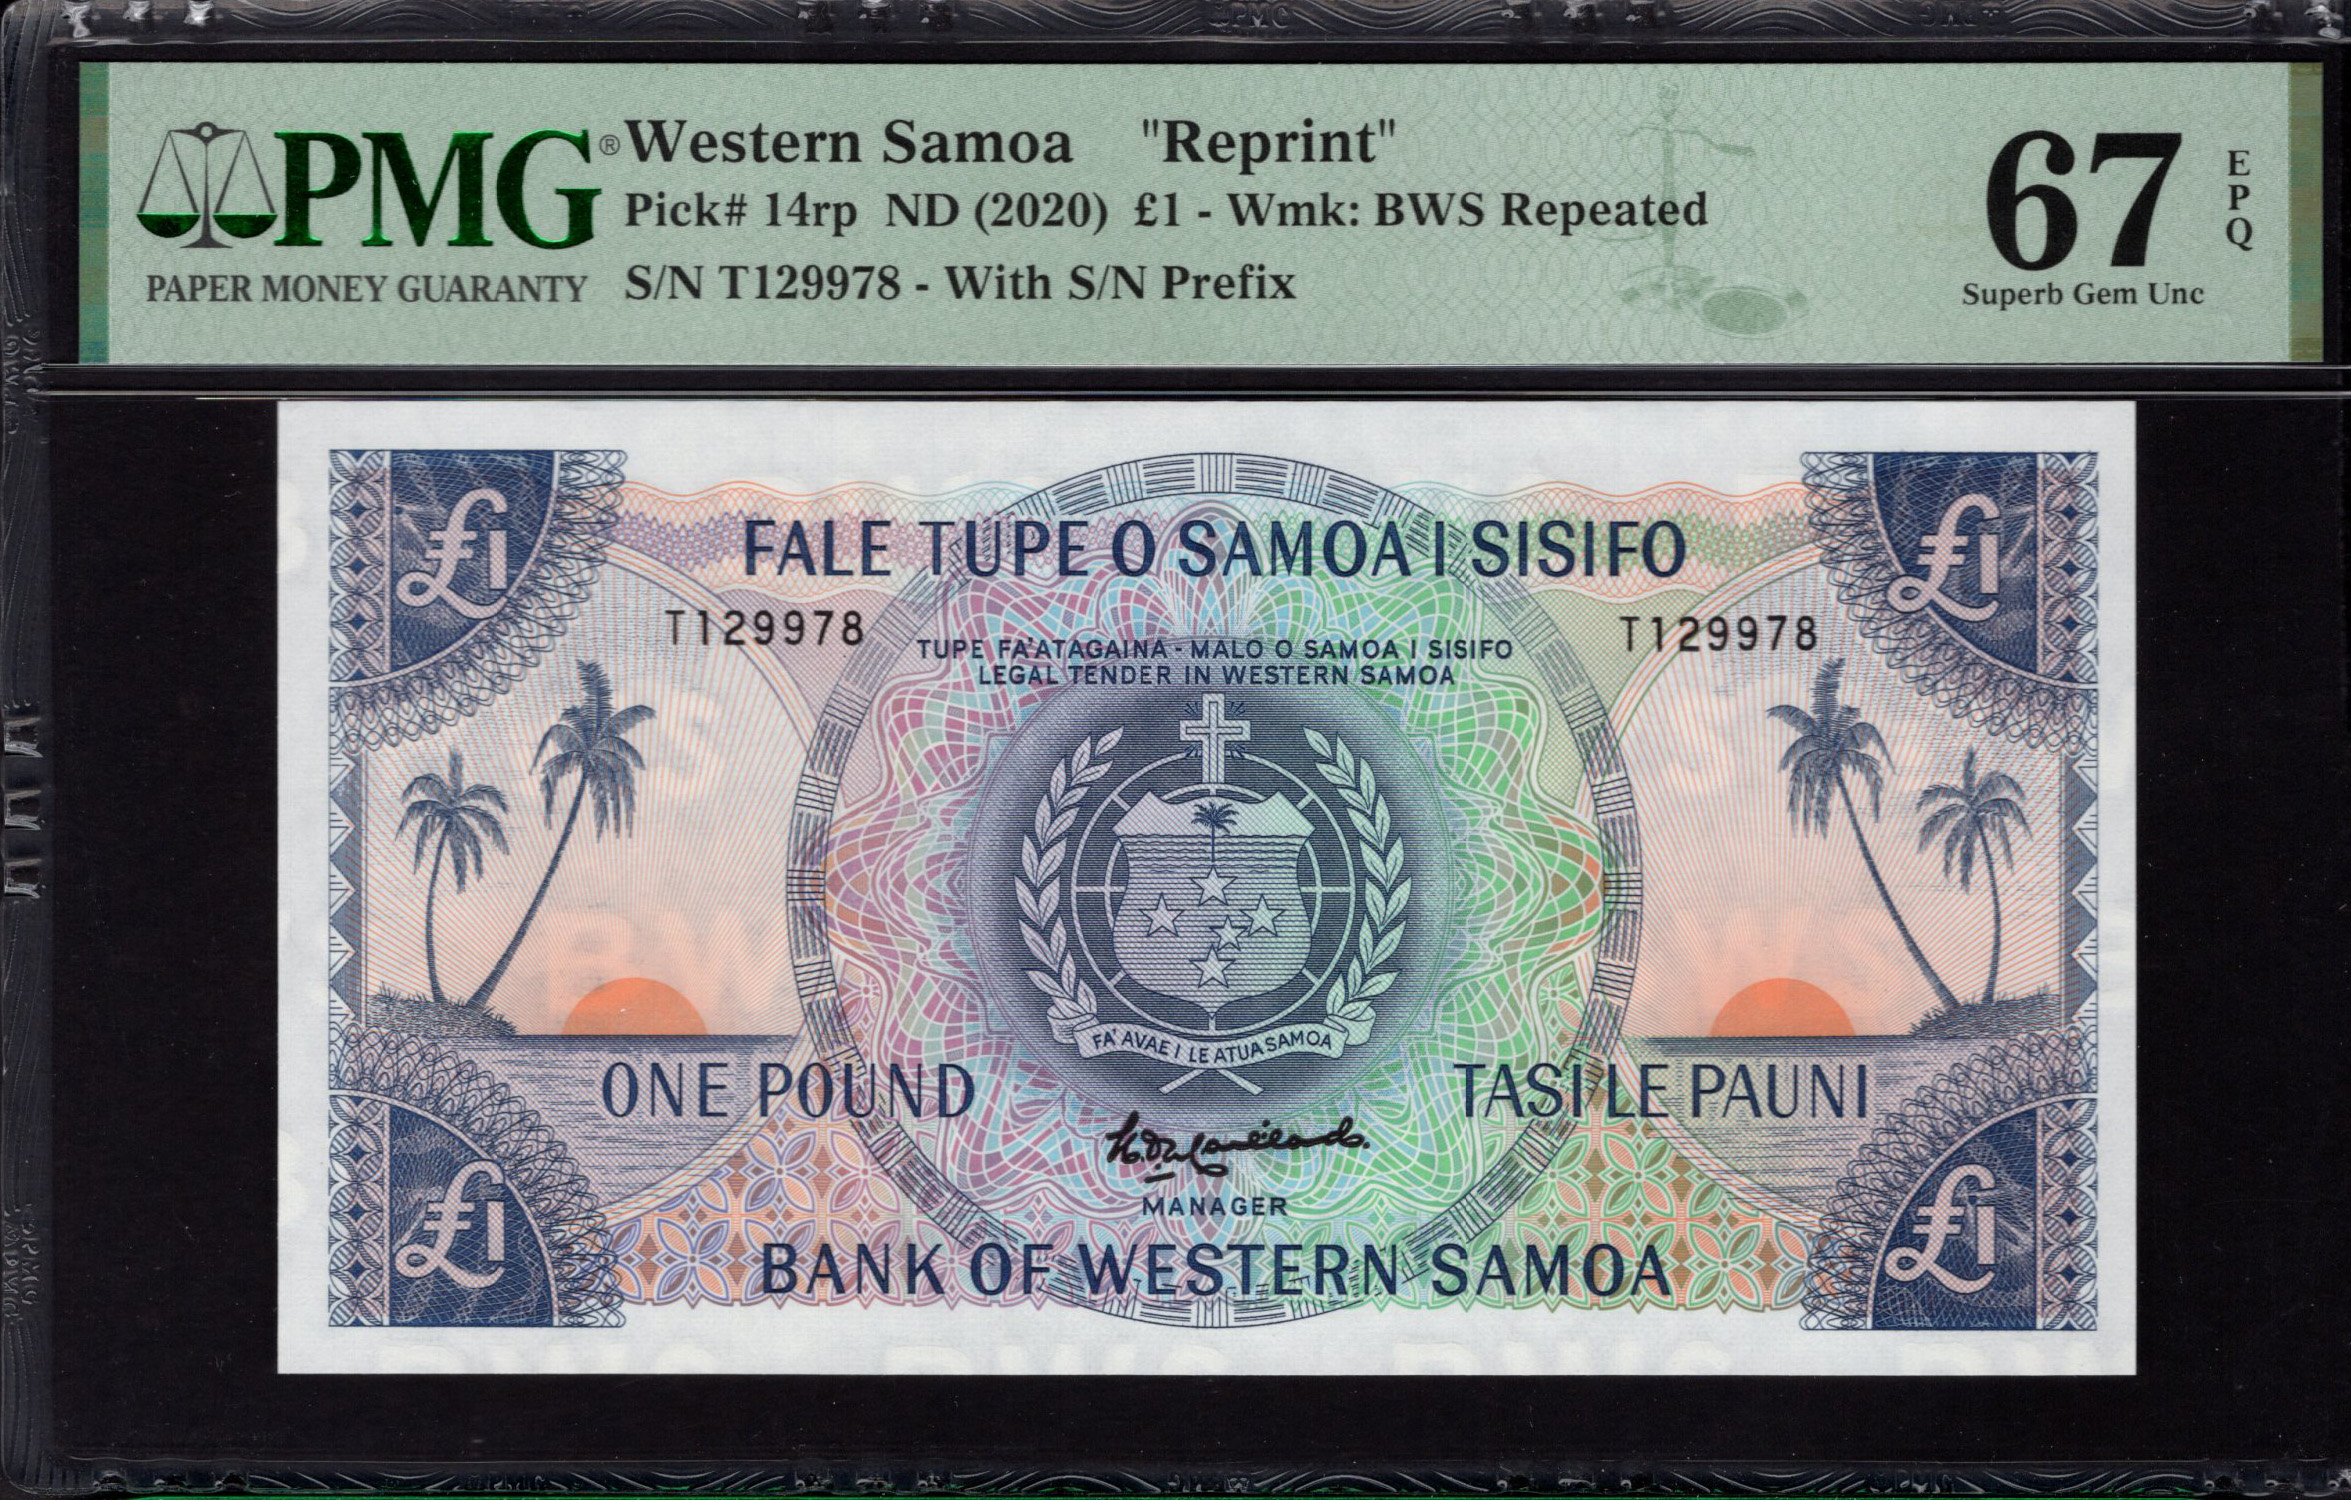 PMG®
PAPER MONEY GUARANTY
Western Samoa "Reprint"
Pick# 14rp ND (2020) £1 - Wmk: BWS Repeated
S/N T129978 - With S/N Prefix
67
EPQ
Superb Gem Unc
£1 £1
FALE TUPE O SAMOA I SISIFO
T129978 T129978
TUPE FA'ATAGAINA - MALO O SAMOA I SISIFO
LEGAL TENDER IN WESTERN SAMOA
FA'AVAE I LE ATUA SAMOA
ONE POUND TASI LE PAUNI
MANAGER
£1 £1
BANK OF WESTERN SAMOA